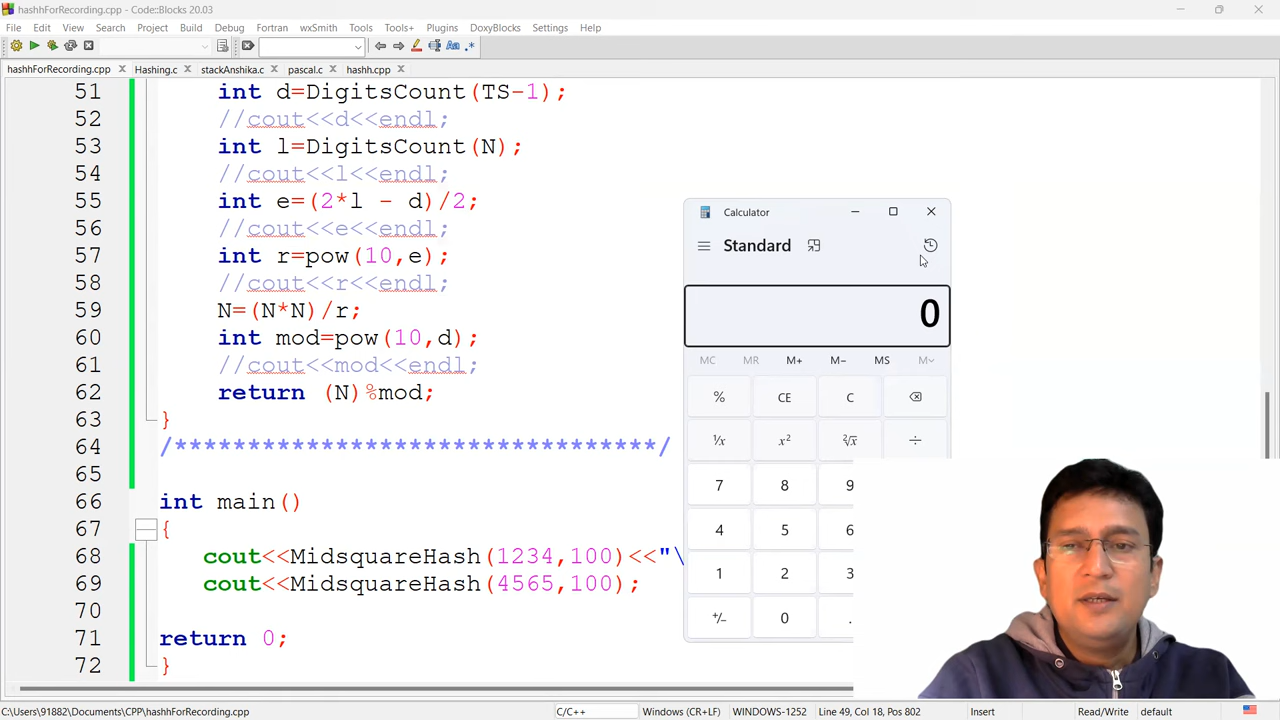 hashhForRecording.cpp - Code::Blocks 20.03
File Edit View Search Project Build Debug Fortran wxSmith Tools Tools+ Plugins DoxyBlocks Settings Help
hashhForRecording.cpp Hashing.c stackAnshika.c pascal.c hashh.cpp
51 int d=DigitsCount(TS-1);
52 //cout<<d<<endl;
53 int l=DigitsCount(N);
54 //cout<<l<<endl;
55 int e=(2*l - d)/2;
56 //cout<<e<<endl;
57 int r=pow(10,e);
58 //cout<<r<<endl;
59 N=(N*N)/r;
60 int mod=pow(10,d);
61 //cout<<mod<<endl;
62 return (N)%mod;
63 }
64 /*********************************/
65
66 int main()
67 {
68 cout<<MidsquareHash(1234,100)<<"\
69 cout<<MidsquareHash(4565,100);
70
71 return 0;
72 }
Calculator
Standard
0
MC MR M+ M− MS M˅
% CE C
¹/x x² ²√x ÷
7 8 9
4 5 6
1 2 3
+/− 0 .
C:\Users\91882\Documents\CPP\hashhForRecording.cpp C/C++ Windows (CR+LF) WINDOWS-1252 Line 49, Col 18, Pos 802 Insert Read/Write default